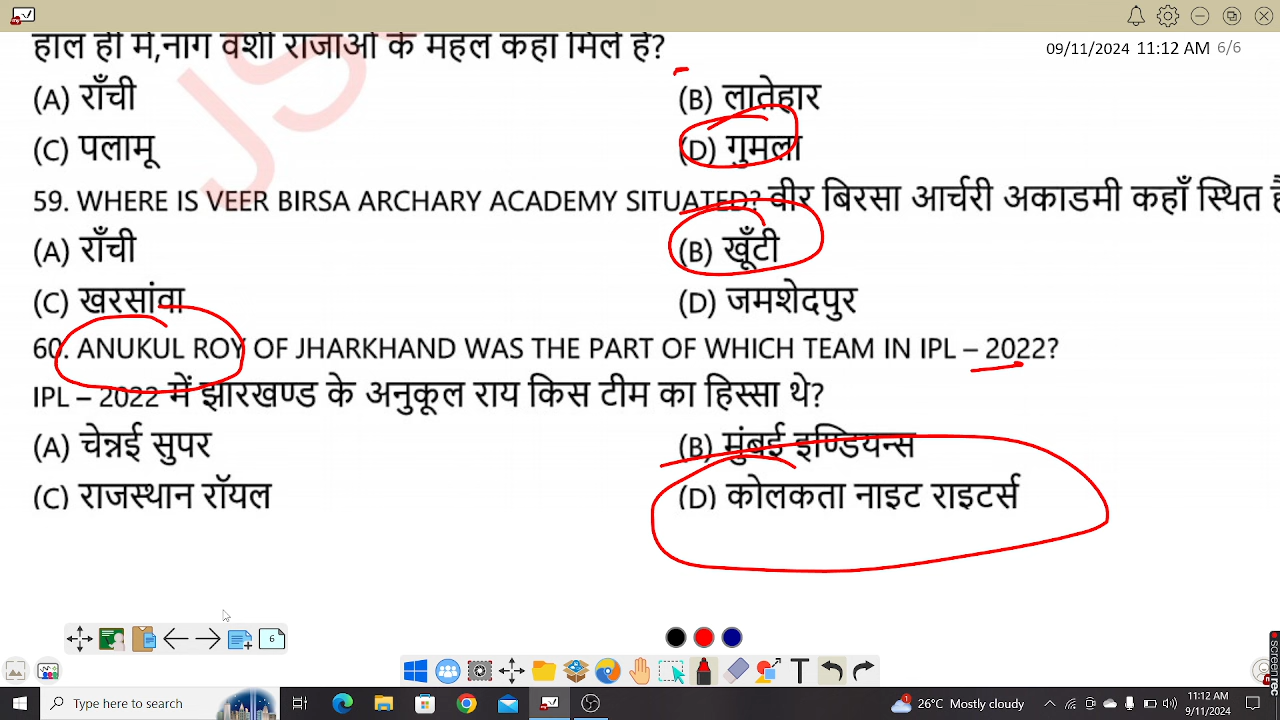 09/11/2024 11:12 AM 6/6
हाल ही में,नाग वंशी राजाओं के महल कहाँ मिले हैं?
(A) राँची (B) लातेहार
(C) पलामू (D) गुमला
59. WHERE IS VEER BIRSA ARCHARY ACADEMY SITUATED? वीर बिरसा आर्चरी अकाडमी कहाँ स्थित है
(A) राँची (B) खूँटी
(C) खरसांवा (D) जमशेदपुर
60. ANUKUL ROY OF JHARKHAND WAS THE PART OF WHICH TEAM IN IPL – 2022?
IPL – 2022 में झारखण्ड के अनुकूल राय किस टीम का हिस्सा थे?
(A) चेन्नई सुपर (B) मुंबई इण्डियन्स
(C) राजस्थान रॉयल (D) कोलकता नाइट राइटर्स
6
Type here to search
26°C Mostly cloudy
11:12 AM
9/11/2024